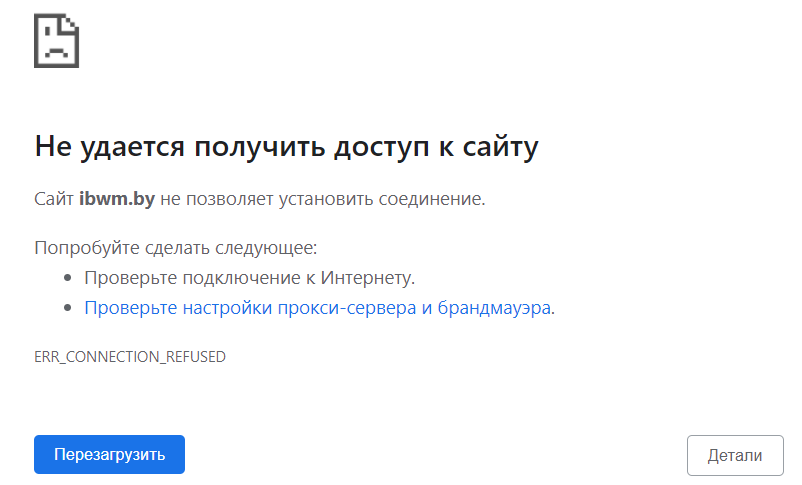 Не удается получить доступ к сайту
Сайт ibwm.by не позволяет установить соединение.
Попробуйте сделать следующее:
Проверьте подключение к Интернету.
Проверьте настройки прокси-сервера и брандмауэра.
ERR_CONNECTION_REFUSED
Перезагрузить
Детали